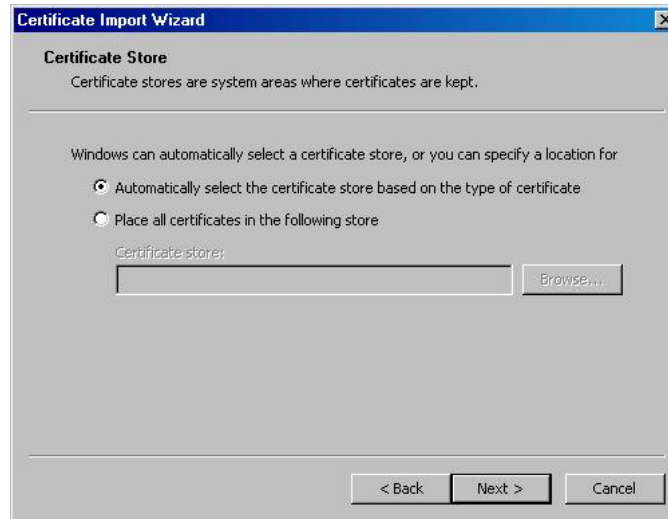 Certificate Import Wizard
Certificate Store
Certificate stores are system areas where certificates are kept.
Windows can automatically select a certificate store, or you can specify a location for
Automatically select the certificate store based on the type of certificate
Place all certificates in the following store
Certificate store:
Browse...
< Back Next > Cancel